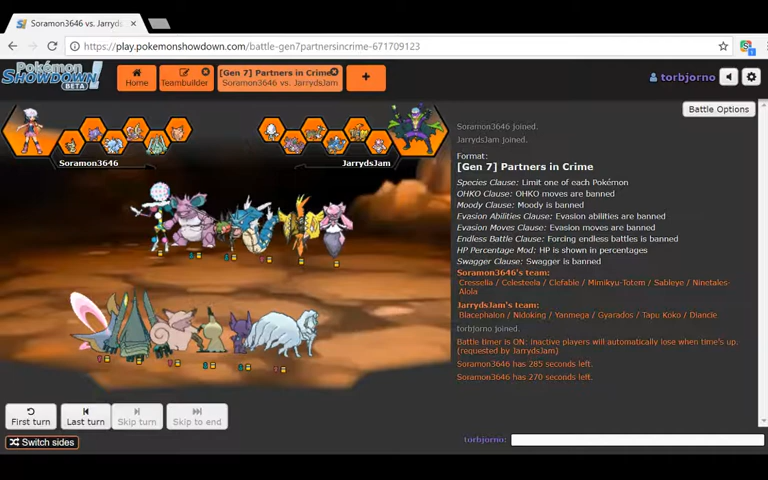 Soramon3646 vs. Jarryds
https://play.pokemonshowdown.com/battle-gen7partnersincrime-671709123
Pokémon
SHOWDOWN!
BETA
Home
Teambuilder
[Gen 7] Partners in Crime
Soramon3646 vs. JarrydsJam
+
torbjorno
Soramon3646
JarrydsJam
Battle Options
Soramon3646 joined.
JarrydsJam joined.
Format:
[Gen 7] Partners in Crime
Species Clause: Limit one of each Pokémon
OHKO Clause: OHKO moves are banned
Moody Clause: Moody is banned
Evasion Abilities Clause: Evasion abilities are banned
Evasion Moves Clause: Evasion moves are banned
Endless Battle Clause: Forcing endless battles is banned
HP Percentage Mod: HP is shown in percentages
Swagger Clause: Swagger is banned
Soramon3646's team:
Cresselia / Celesteela / Clefable / Mimikyu-Totem / Sableye / Ninetales-
Alola
JarrydsJam's team:
Blacephalon / Nidoking / Yanmega / Gyarados / Tapu Koko / Diancie
torbjorno joined.
Battle timer is ON: inactive players will automatically lose when time's up.
(requested by JarrydsJam)
Soramon3646 has 285 seconds left.
Soramon3646 has 270 seconds left.
First turn
Last turn
Skip turn
Skip to end
Switch sides
torbjorno: